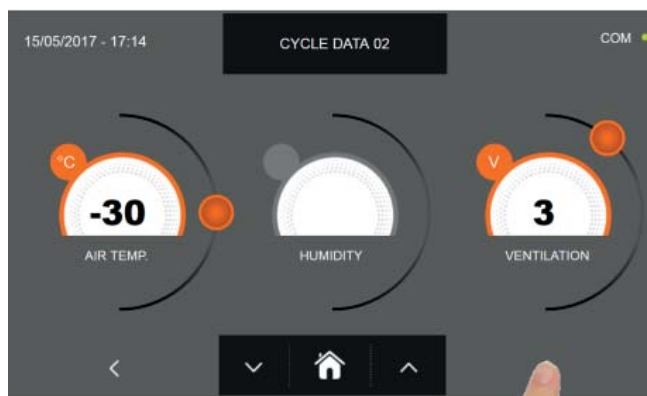 15/05/2017 - 17:14
CYCLE DATA 02
COM
°C
-30
AIR TEMP.
HUMIDITY
V
3
VENTILATION